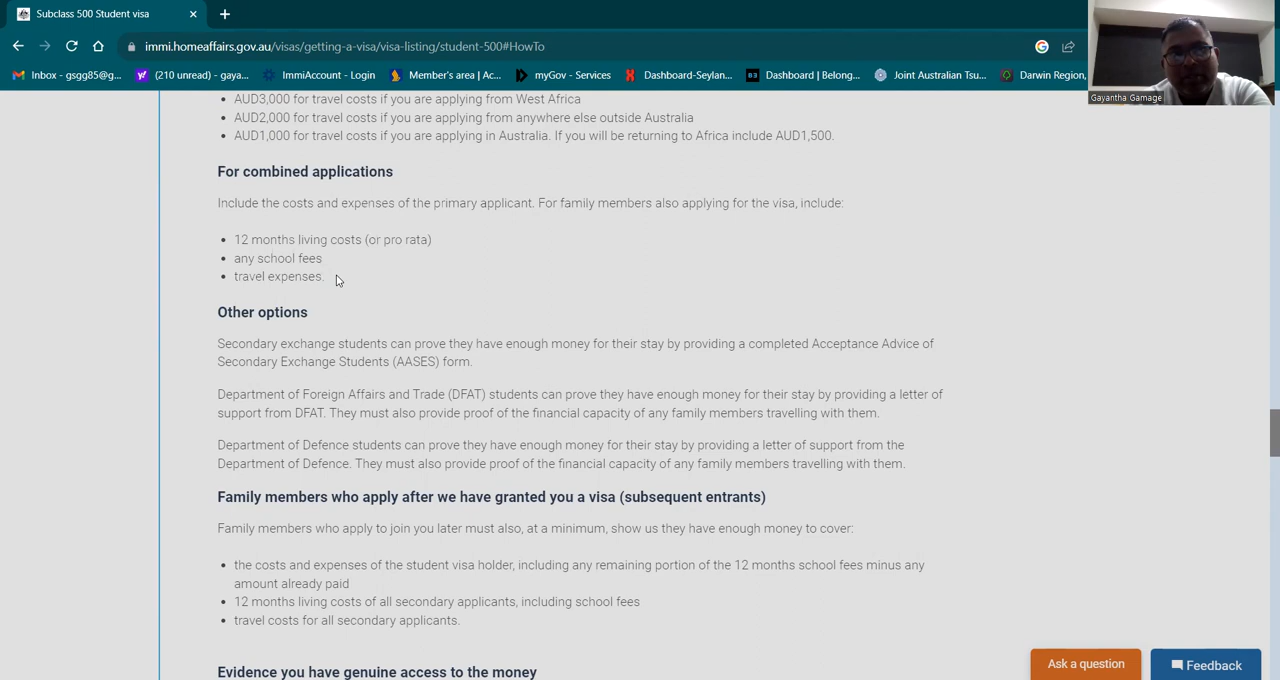 Subclass 500 Student visa
immi.homeaffairs.gov.au/visas/getting-a-visa/visa-listing/student-500#HowTo
Inbox - gsgg85@g... (210 unread) - gaya... ImmiAccount - Login Member's area | Ac... myGov - Services Dashboard-Seylan... Dashboard | Belong... Joint Australian Tsu... Darwin Region,
Gayantha Gamage
AUD3,000 for travel costs if you are applying from West Africa
AUD2,000 for travel costs if you are applying from anywhere else outside Australia
AUD1,000 for travel costs if you are applying in Australia. If you will be returning to Africa include AUD1,500.
For combined applications
Include the costs and expenses of the primary applicant. For family members also applying for the visa, include:
12 months living costs (or pro rata)
any school fees
travel expenses.
Other options
Secondary exchange students can prove they have enough money for their stay by providing a completed Acceptance Advice of
Secondary Exchange Students (AASES) form.
Department of Foreign Affairs and Trade (DFAT) students can prove they have enough money for their stay by providing a letter of
support from DFAT. They must also provide proof of the financial capacity of any family members travelling with them.
Department of Defence students can prove they have enough money for their stay by providing a letter of support from the
Department of Defence. They must also provide proof of the financial capacity of any family members travelling with them.
Family members who apply after we have granted you a visa (subsequent entrants)
Family members who apply to join you later must also, at a minimum, show us they have enough money to cover:
the costs and expenses of the student visa holder, including any remaining portion of the 12 months school fees minus any
amount already paid
12 months living costs of all secondary applicants, including school fees
travel costs for all secondary applicants.
Evidence you have genuine access to the money
Ask a question
Feedback